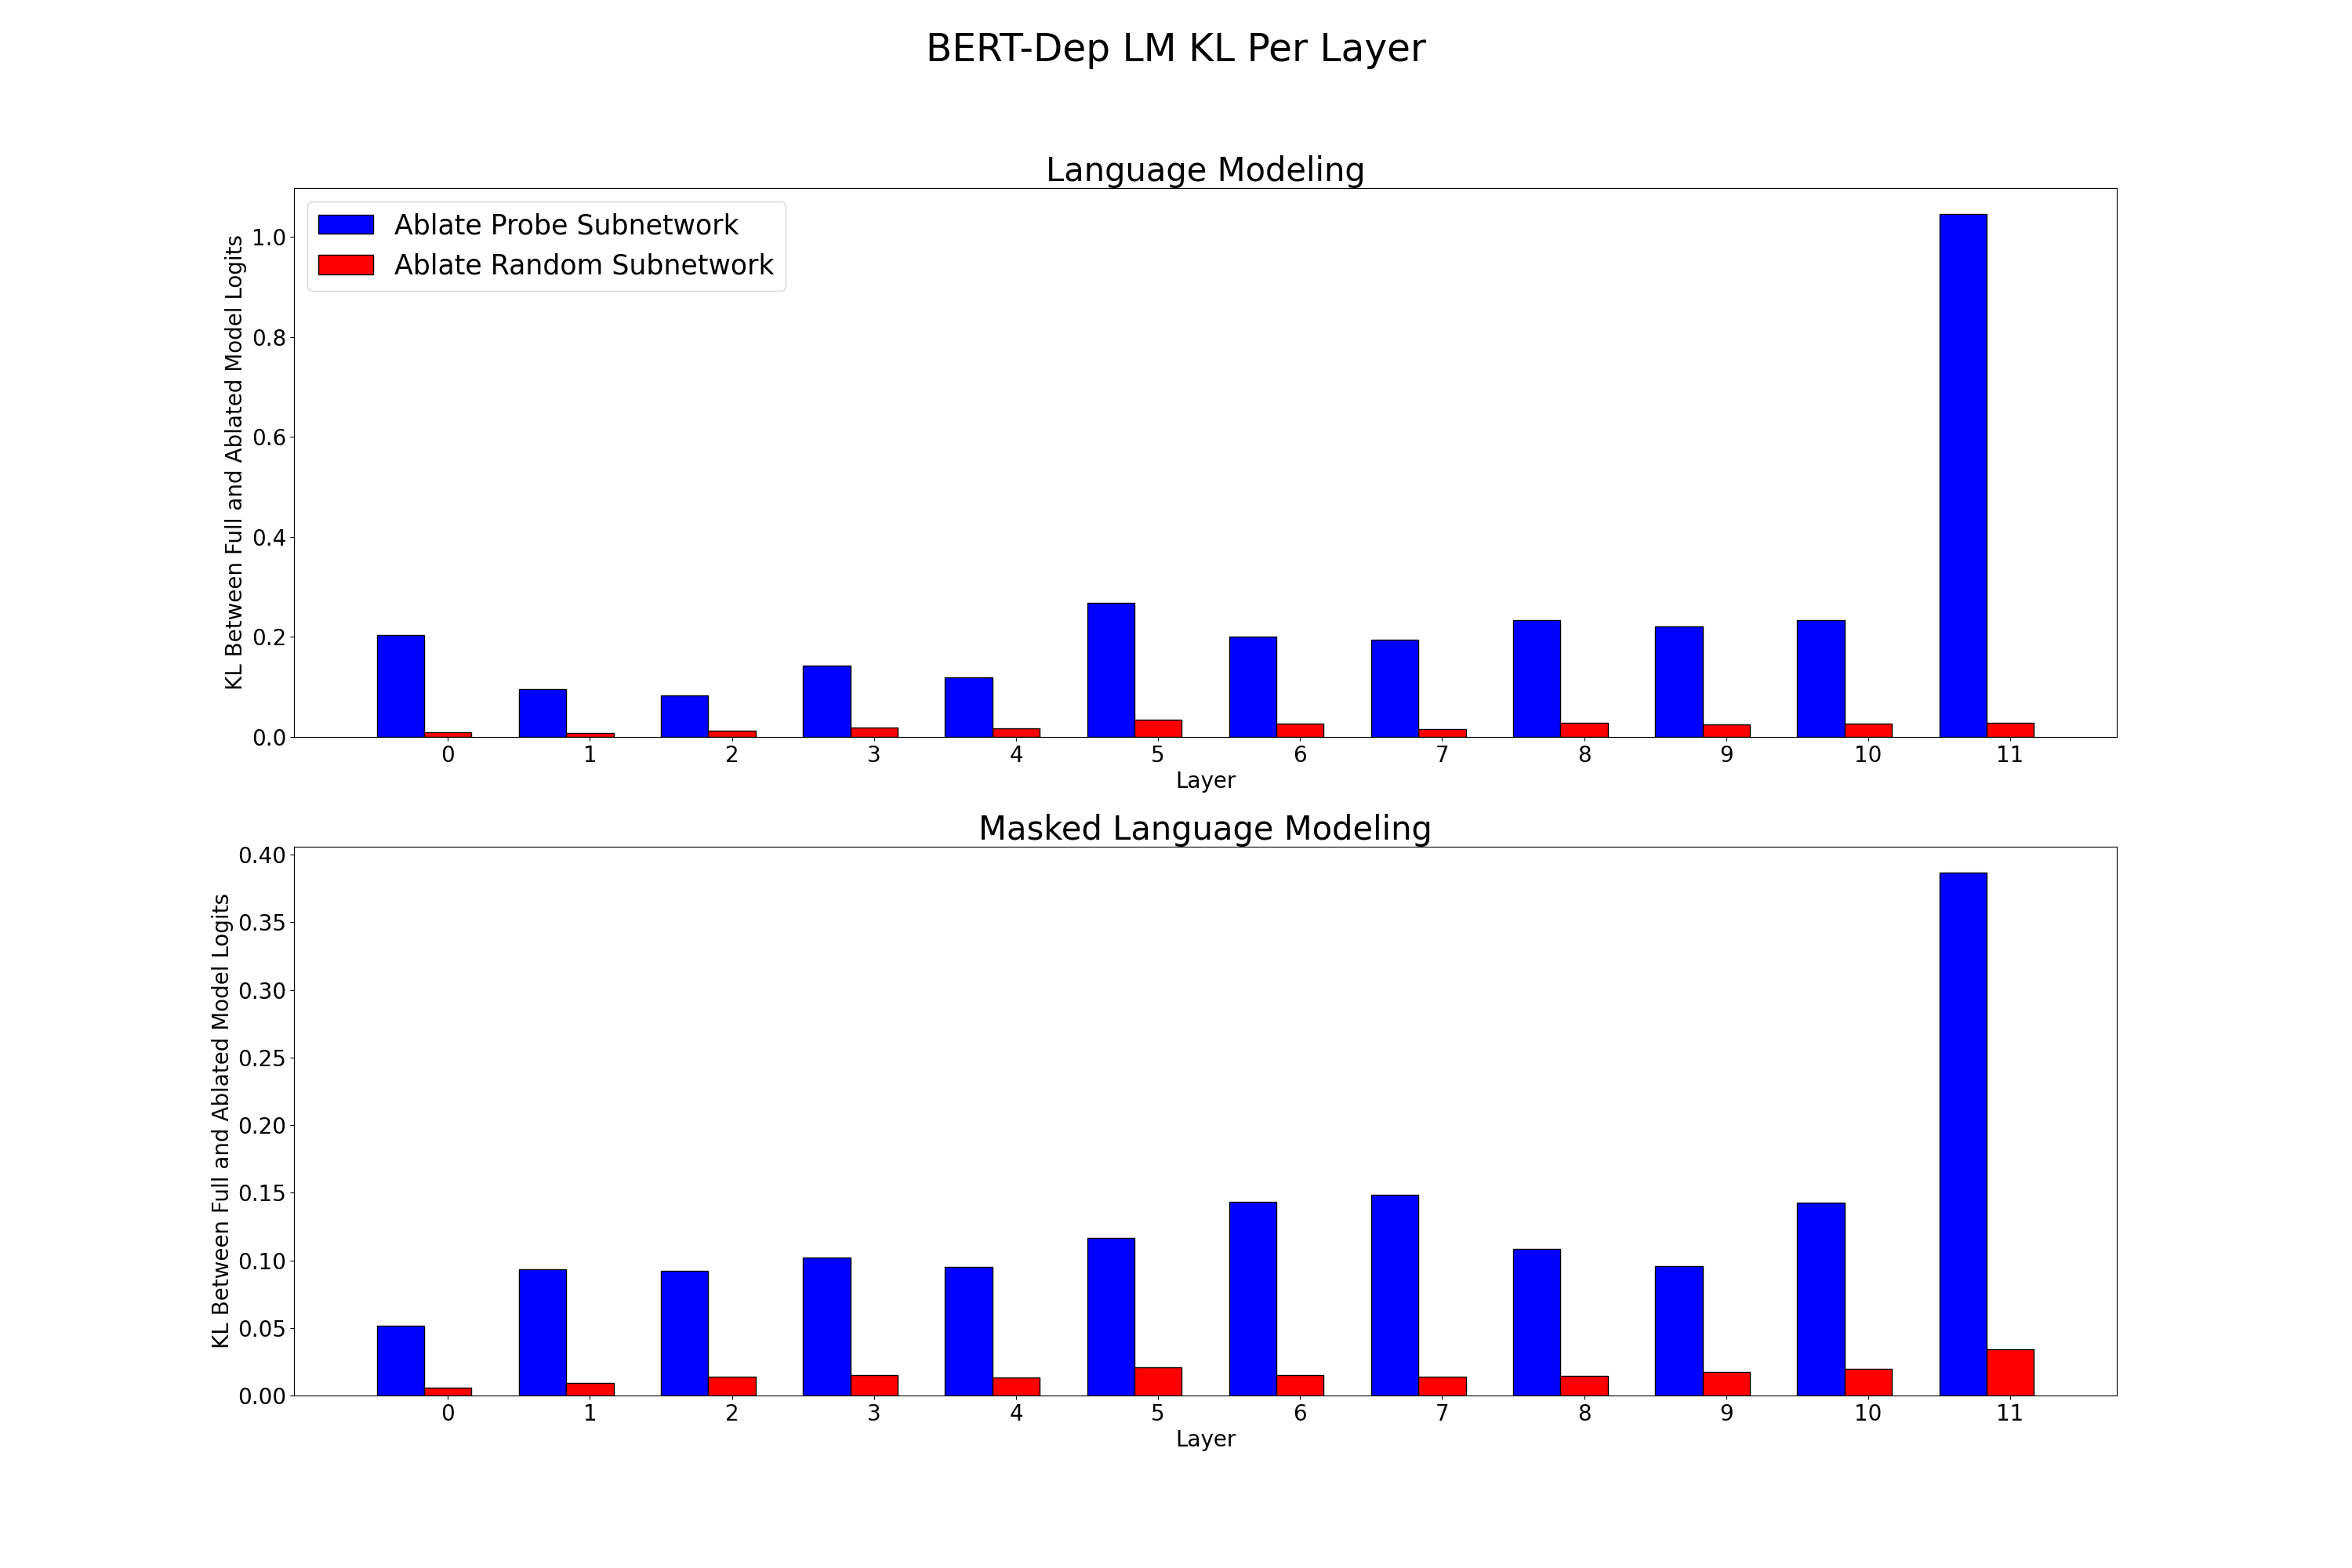 BERT-Dep LM KL Per Layer
Language Modeling
Ablate Probe Subnetwork
Ablate Random Subnetwork
KL Between Full and Ablated Model Logits
1.0
0.8
0.6
0.4
0.2
0.0
0 1 2 3 4 5 6 7 8 9 10 11
Layer
Masked Language Modeling
KL Between Full and Ablated Model Logits
0.40
0.35
0.30
0.25
0.20
0.15
0.10
0.05
0.00
0 1 2 3 4 5 6 7 8 9 10 11
Layer